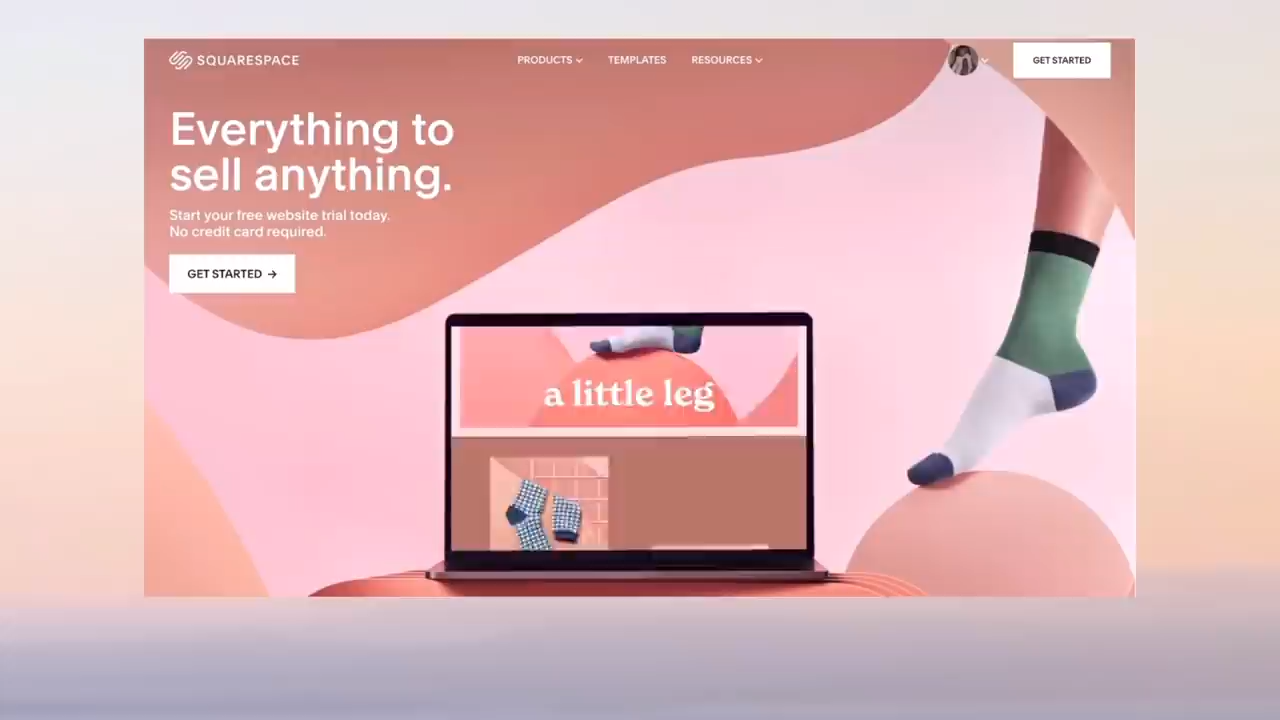 SQUARESPACE
PRODUCTS
TEMPLATES
RESOURCES
GET STARTED
Everything to
sell anything.
Start your free website trial today.
No credit card required.
GET STARTED →
a little leg